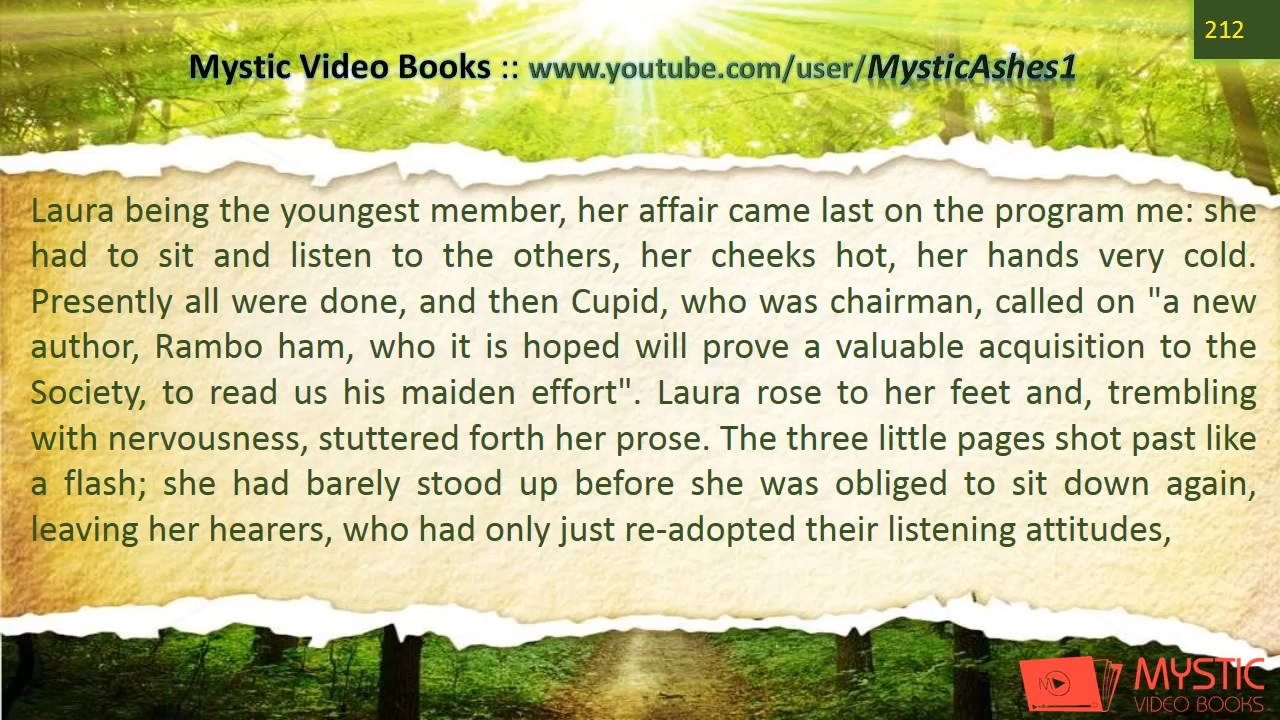 212
Mystic Video Books :: www.youtube.com/user/MysticAshes1
Laura being the youngest member, her affair came last on the program me: she
had to sit and listen to the others, her cheeks hot, her hands very cold.
Presently all were done, and then Cupid, who was chairman, called on "a new
author, Rambo ham, who it is hoped will prove a valuable acquisition to the
Society, to read us his maiden effort". Laura rose to her feet and, trembling
with nervousness, stuttered forth her prose. The three little pages shot past like
a flash; she had barely stood up before she was obliged to sit down again,
leaving her hearers, who had only just re-adopted their listening attitudes,
MYSTIC
VIDEO BOOKS